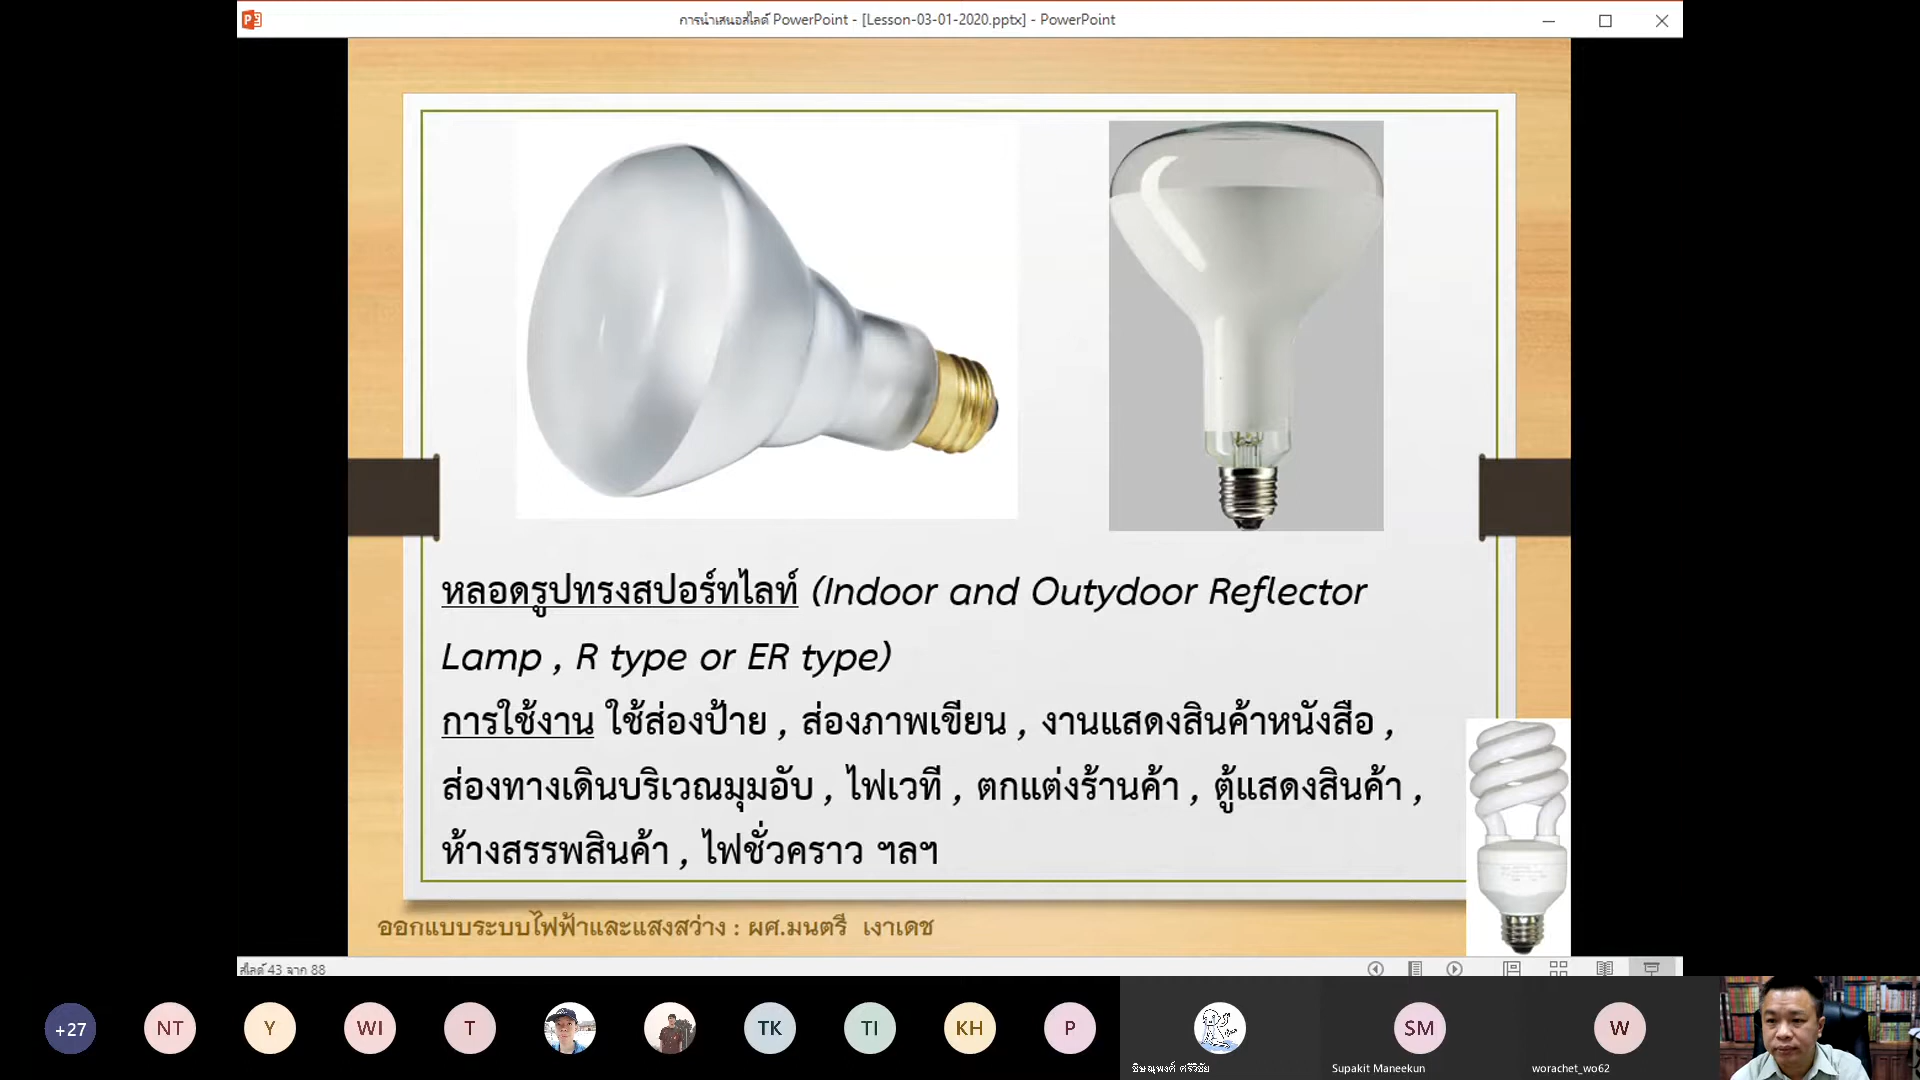 การนำเสนอสไลด์ PowerPoint - [Lesson-03-01-2020.pptx] - PowerPoint
หลอดรูปทรงสปอร์ทไลท์ (Indoor and Outydoor Reflector
Lamp , R type or ER type)
การใช้งาน ใช้ส่องป้าย , ส่องภาพเขียน , งานแสดงสินค้าหนังสือ ,
ส่องทางเดินบริเวณมุมอับ , ไฟเวที , ตกแต่งร้านค้า , ตู้แสดงสินค้า ,
ห้างสรรพสินค้า , ไฟชั่วคราว ฯลฯ
ออกแบบระบบไฟฟ้าและแสงสว่าง : ผศ.มนตรี เงาเดช
สไลด์ 43 จาก 88
+27 NT Y WI T TK TI KH P SM W
Supakit Maneekun worachet_wo62